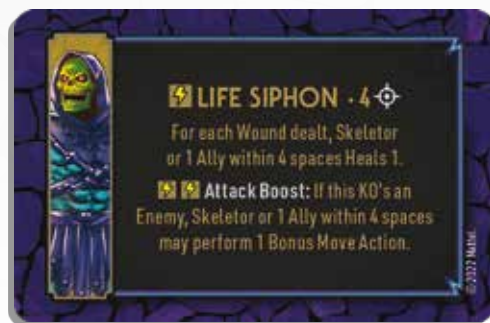 LIFE SIPHON · 4
For each Wound dealt, Skeletor
or 1 Ally within 4 spaces Heals 1.
Attack Boost: If this KO's an
Enemy, Skeletor or 1 Ally within 4 spaces
may perform 1 Bonus Move Action.
©2022 Mattel.